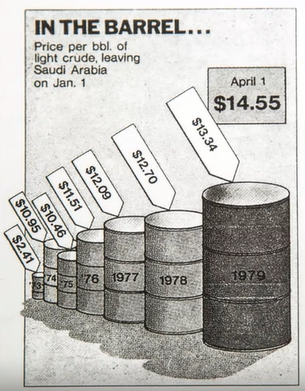 IN THE BARREL...
Price per bbl. of
light crude, leaving
Saudi Arabia
on Jan. 1
April 1
$14.55
$13.34
$12.70
$12.09
$11.51
$10.46
$10.95
$2.41
'73
'74
'75
'76
1977
1978
1979